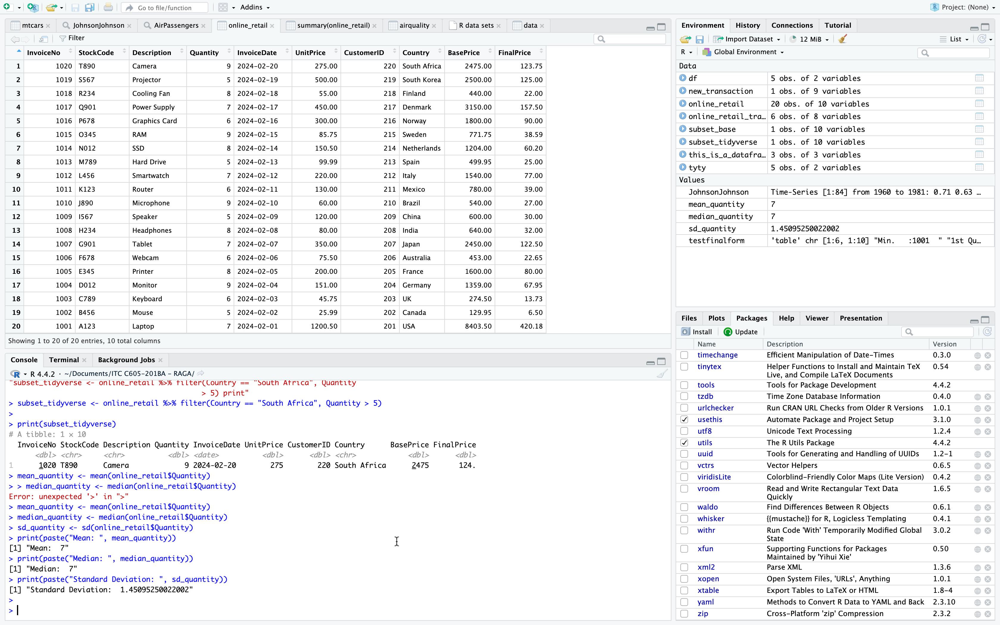 Go to file/function Addins Project: (None)
mtcars JohnsonJohnson AirPassengers online_retail summary(online_retail) airquality R data sets data
Filter
InvoiceNo StockCode Description Quantity InvoiceDate UnitPrice CustomerID Country BasePrice FinalPrice
1 1020 T890 Camera 9 2024-02-20 275.00 220 South Africa 2475.00 123.75
2 1019 S567 Projector 5 2024-02-19 500.00 219 South Korea 2500.00 125.00
3 1018 R234 Cooling Fan 8 2024-02-18 55.00 218 Finland 440.00 22.00
4 1017 Q901 Power Supply 7 2024-02-17 450.00 217 Denmark 3150.00 157.50
5 1016 P678 Graphics Card 6 2024-02-16 300.00 216 Norway 1800.00 90.00
6 1015 O345 RAM 9 2024-02-15 85.75 215 Sweden 771.75 38.59
7 1014 N012 SSD 8 2024-02-14 150.50 214 Netherlands 1204.00 60.20
8 1013 M789 Hard Drive 5 2024-02-13 99.99 213 Spain 499.95 25.00
9 1012 L456 Smartwatch 7 2024-02-12 220.00 212 Italy 1540.00 77.00
10 1011 K123 Router 6 2024-02-11 130.00 211 Mexico 780.00 39.00
11 1010 J890 Microphone 9 2024-02-10 60.00 210 Brazil 540.00 27.00
12 1009 I567 Speaker 5 2024-02-09 120.00 209 China 600.00 30.00
13 1008 H234 Headphones 8 2024-02-08 80.00 208 India 640.00 32.00
14 1007 G901 Tablet 7 2024-02-07 350.00 207 Japan 2450.00 122.50
15 1006 F678 Webcam 6 2024-02-06 75.50 206 Australia 453.00 22.65
16 1005 E345 Printer 8 2024-02-05 200.00 205 France 1600.00 80.00
17 1004 D012 Monitor 9 2024-02-04 151.00 204 Germany 1359.00 67.95
18 1003 C789 Keyboard 6 2024-02-03 45.75 203 UK 274.50 13.73
19 1002 B456 Mouse 5 2024-02-02 25.99 202 Canada 129.95 6.50
20 1001 A123 Laptop 7 2024-02-01 1200.50 201 USA 8403.50 420.18
Showing 1 to 20 of 20 entries, 10 total columns
Console Terminal Background Jobs
R 4.4.2 · ~/Documents/ITC C605-201BA - RAGA/
"subset_tidyverse <- online_retail %>% filter(Country == "South Africa", Quantity
> 5) print"
> subset_tidyverse <- online_retail %>% filter(Country == "South Africa", Quantity > 5)
>
> print(subset_tidyverse)
# A tibble: 1 × 10
InvoiceNo StockCode Description Quantity InvoiceDate UnitPrice CustomerID Country BasePrice FinalPrice
<dbl> <chr> <chr> <dbl> <date> <dbl> <dbl> <chr> <dbl> <dbl>
1 1020 T890 Camera 9 2024-02-20 275 220 South Africa 2475 124.
> mean_quantity <- mean(online_retail$Quantity)
> > median_quantity <- median(online_retail$Quantity)
Error: unexpected '>' in ">"
> mean_quantity <- mean(online_retail$Quantity)
> median_quantity <- median(online_retail$Quantity)
> sd_quantity <- sd(online_retail$Quantity)
> print(paste("Mean: ", mean_quantity))
[1] "Mean:  7"
> print(paste("Median: ", median_quantity))
[1] "Median:  7"
> print(paste("Standard Deviation: ", sd_quantity))
[1] "Standard Deviation:  1.45095250022002"
>
>
Environment History Connections Tutorial
Import Dataset 12 MiB List
R Global Environment
Data
df 5 obs. of 2 variables
new_transaction 1 obs. of 9 variables
online_retail 20 obs. of 10 variables
online_retail_tra… 6 obs. of 8 variables
subset_base 1 obs. of 10 variables
subset_tidyverse 1 obs. of 10 variables
this_is_a_datafra… 3 obs. of 3 variables
tyty 5 obs. of 2 variables
Values
JohnsonJohnson Time-Series [1:84] from 1960 to 1981: 0.71 0.63 …
mean_quantity 7
median_quantity 7
sd_quantity 1.45095250022002
testfinalform 'table' chr [1:6, 1:10] "Min.   :1001  " "1st Qu…
Files Plots Packages Help Viewer Presentation
Install Update
Name Description Version
timechange Efficient Manipulation of Date-Times 0.3.0
tinytex Helper Functions to Install and Maintain TeX 0.54
Live, and Compile LaTeX Documents
tools Tools for Package Development 4.4.2
tzdb Time Zone Database Information 0.4.0
urlchecker Run CRAN URL Checks from Older R Versions 1.0.1
usethis Automate Package and Project Setup 3.1.0
utf8 Unicode Text Processing 1.2.4
utils The R Utils Package 4.4.2
uuid Tools for Generating and Handling of UUIDs 1.2-1
vctrs Vector Helpers 0.6.5
viridisLite Colorblind-Friendly Color Maps (Lite Version) 0.4.2
vroom Read and Write Rectangular Text Data 1.6.5
Quickly
waldo Find Differences Between R Objects 0.6.1
whisker {{mustache}} for R, Logicless Templating 0.4.1
withr Run Code 'With' Temporarily Modified Global 3.0.2
State
xfun Supporting Functions for Packages 0.50
Maintained by 'Yihui Xie'
xml2 Parse XML 1.3.6
xopen Open System Files, 'URLs', Anything 1.0.1
xtable Export Tables to LaTeX or HTML 1.8-4
yaml Methods to Convert R Data to YAML and Back 2.3.10
zip Cross-Platform 'zip' Compression 2.3.2